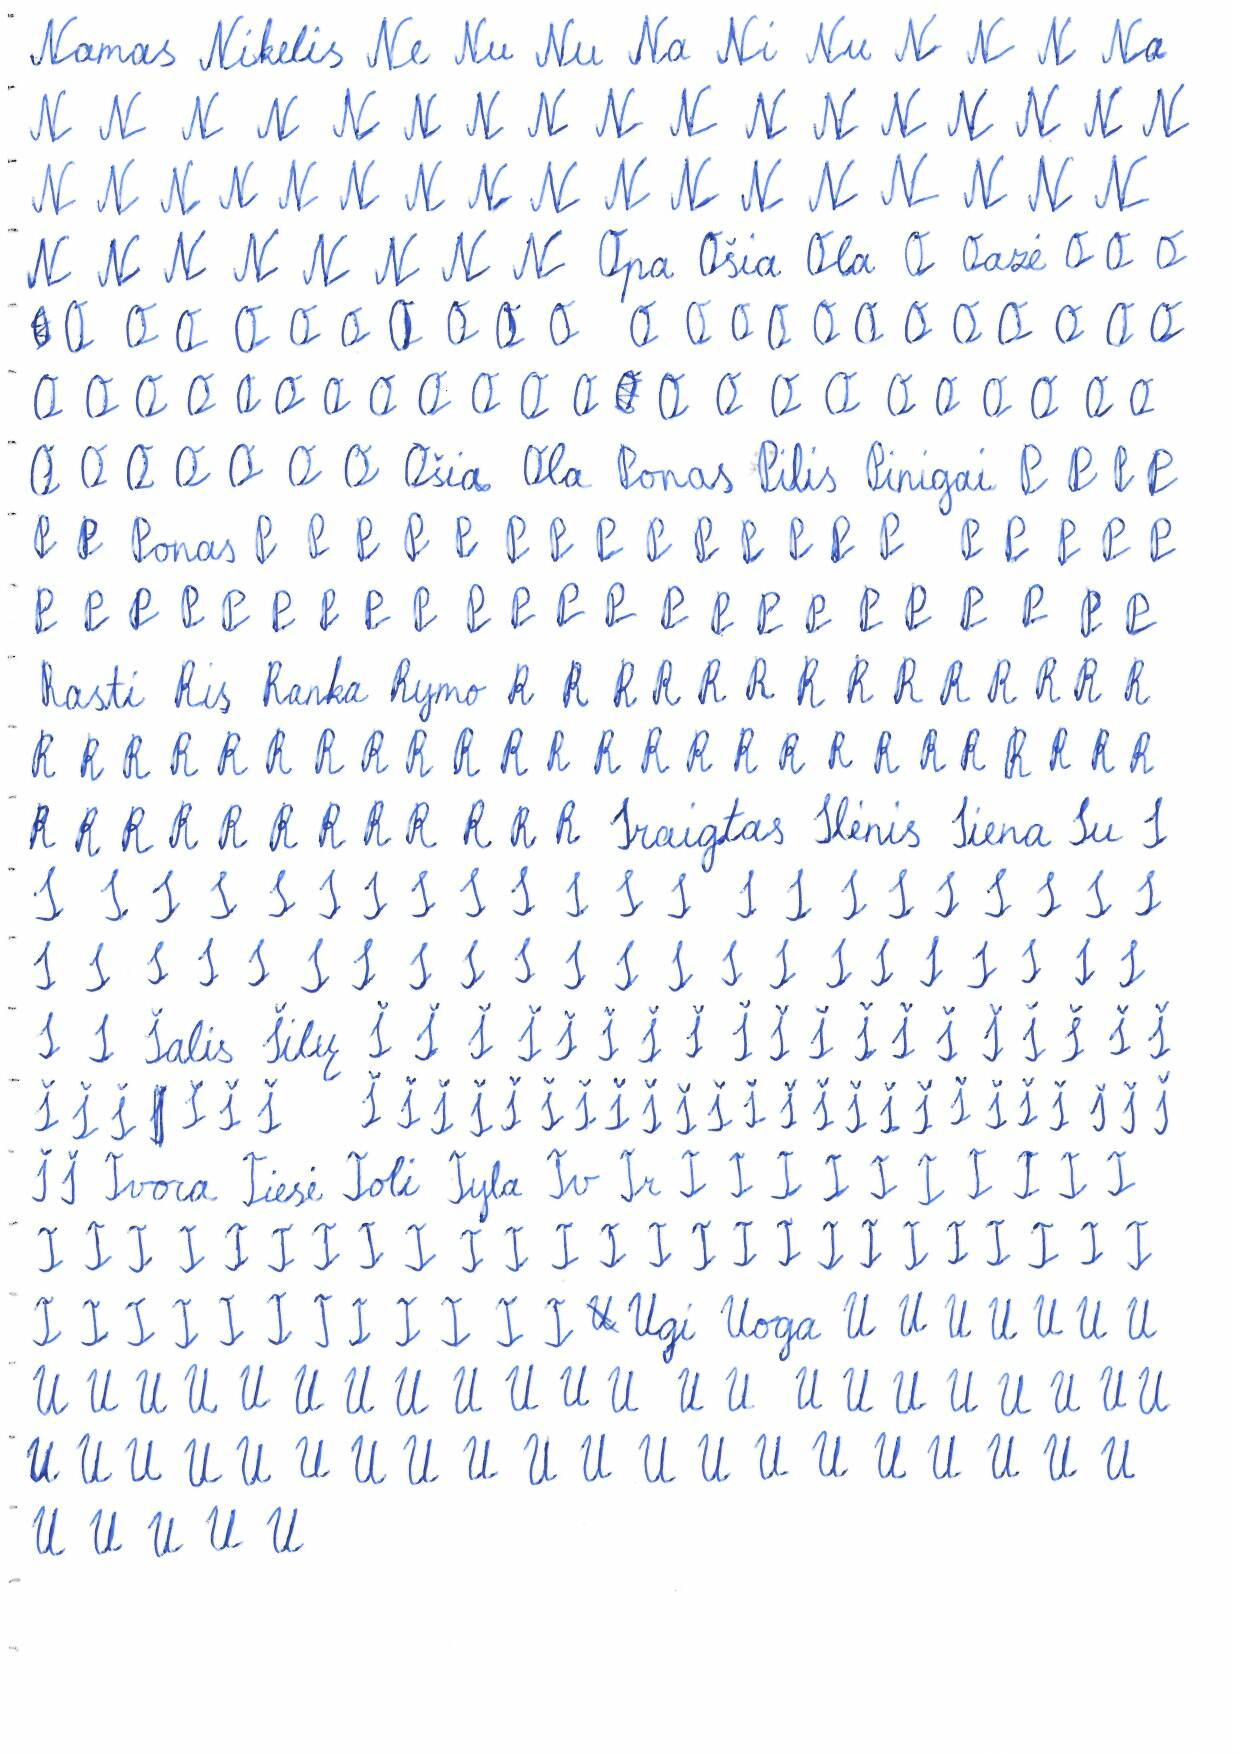 Namas Nikelis Ne Nu Nu Na Ni Nu N N N Na
N N N N N N N N N N N N N N N N N
N N N N N N N N N N N N N N N N N
N N N N N N N N Opa Ošia Ola O Oazė O O O
O O O O O O O O O O O O O O O O O O O O O O
O O O O O O O O O O O O O O O O O O O O O O
O O O O O O O Ošia Ola Ponas Pilis Pinigai P P P P
P P Ponas P P P P P P P P P P P P P P P P P P P
P P P P P P P P P P P P P P P P P P P P P P P
Rasti Ris Ranka Rymo R R R R R R R R R R R R R R
R R R R R R R R R R R R R R R R R R R R R R R R
R R R R R R R R R R R R Sraigtas Slėnis Siena Su S
S S S S S S S S S S S S S S S S S S S S S S
S S S S S S S S S S S S S S S S S S S S S S
S S Šalis Šilų Š Š Š Š Š Š Š Š Š Š Š Š Š Š Š Š Š Š Š
Š Š Š Š Š Š Š Š Š Š Š Š Š Š Š Š Š Š Š Š Š Š Š Š Š Š Š Š Š
Š Š Tvora Tiesė Toli Tyla Tv Tr T T T T T T T T T T
T T T T T T T T T T T T T T T T T T T T T T T T
T T T T T T T T T T T T Ugi Uoga U U U U U U U
U U U U U U U U U U U U U U U U U U U U U U
U U U U U U U U U U U U U U U U U U U U
U U U U U